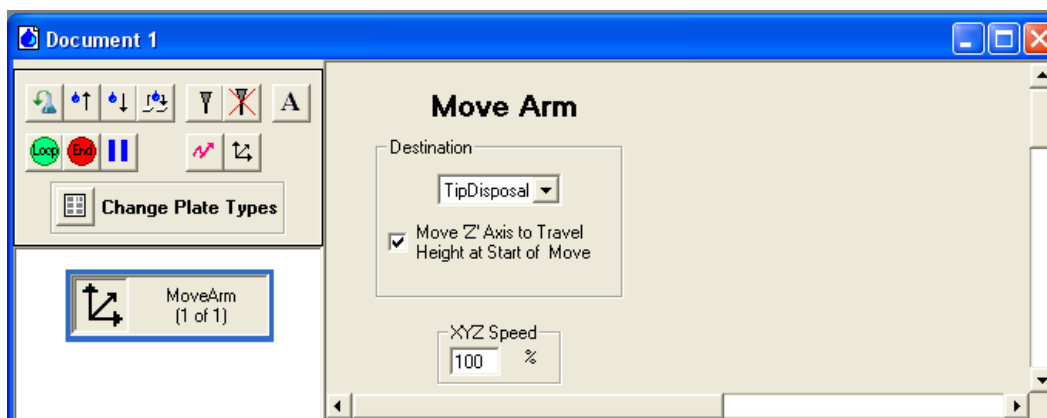 Document 1
A
Loop End
Change Plate Types
MoveArm
(1 of 1)
Move Arm
Destination
TipDisposal
Move 'Z' Axis to Travel
Height at Start of Move
XYZ Speed
100 %